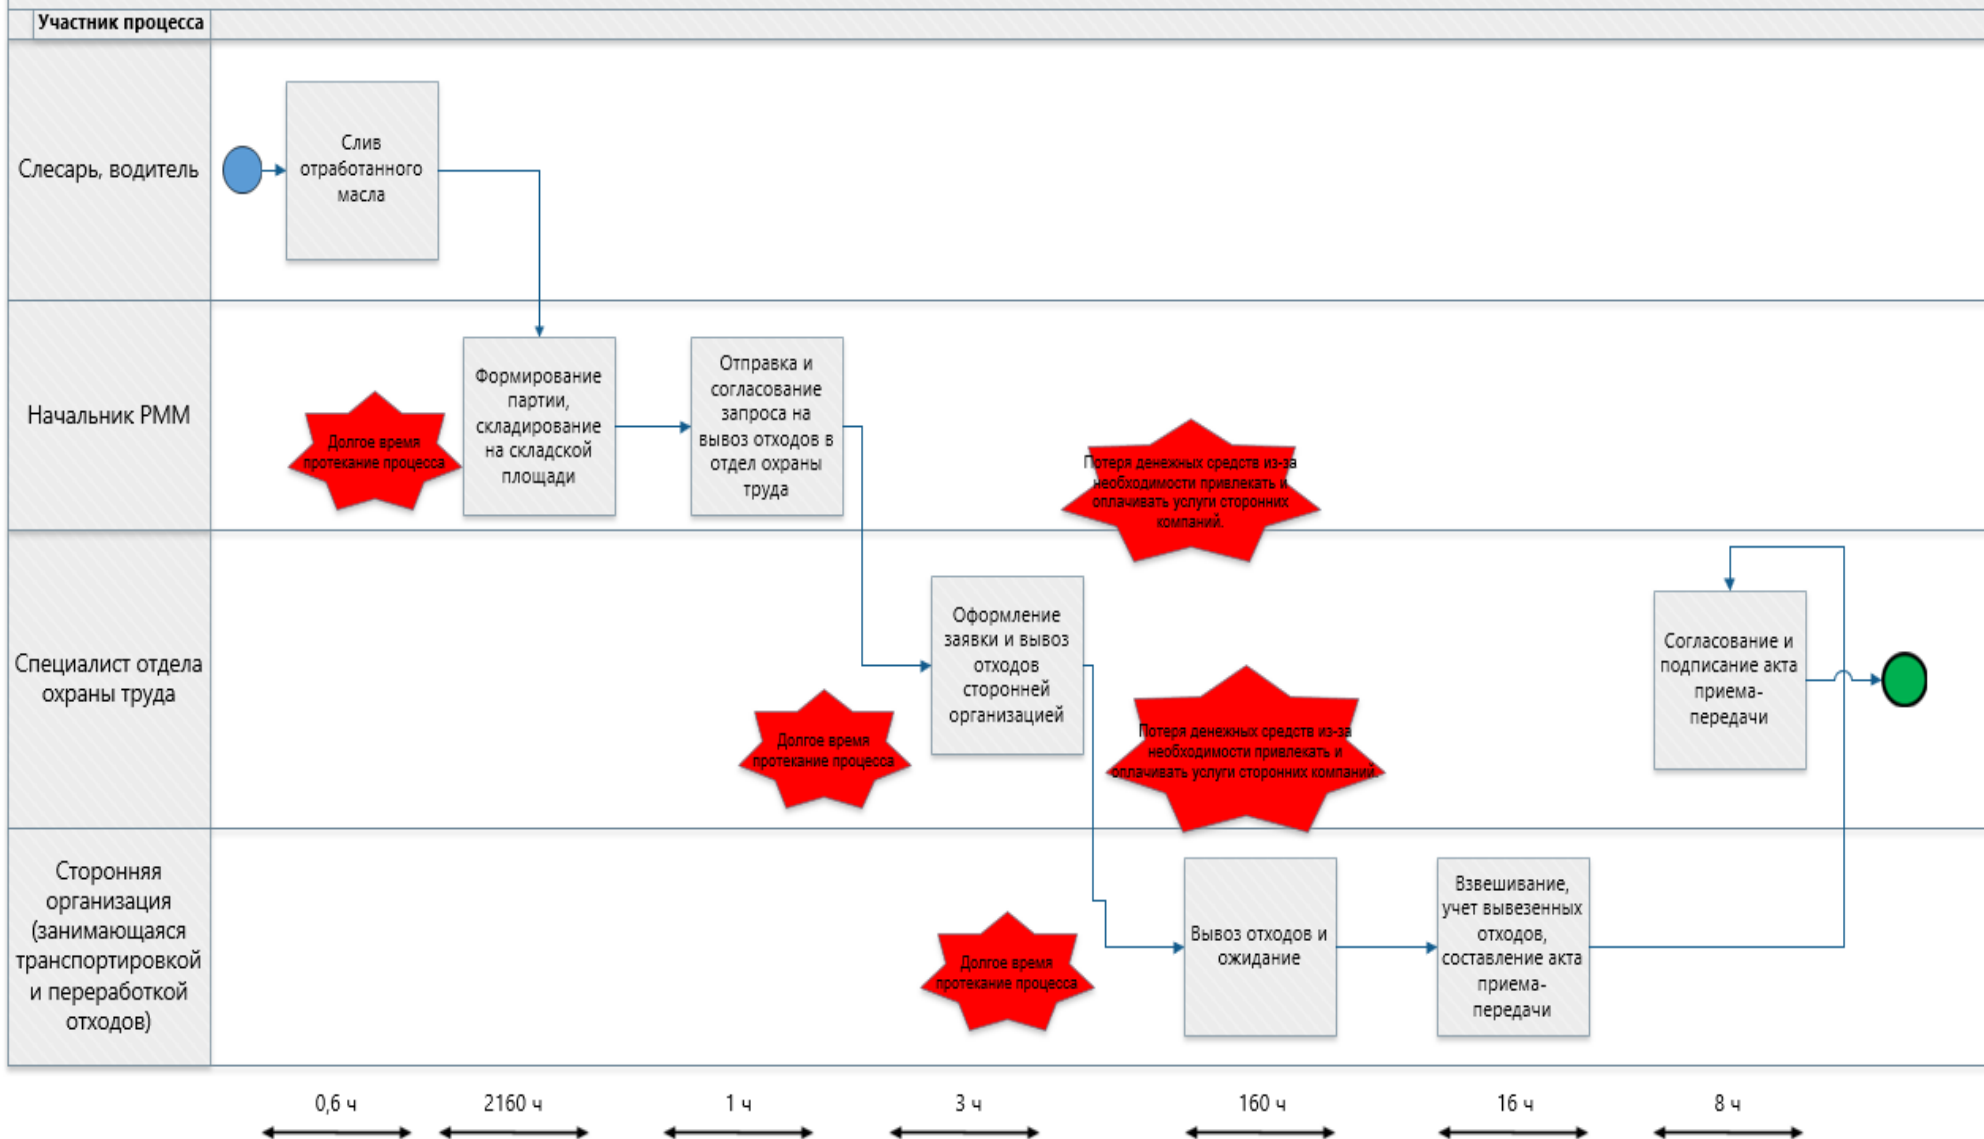 Участник процесса
Слесарь, водитель
Слив
отработанного
масла
Начальник РММ
Долгое время
протекание процесса
Формирование
партии,
складирование
на складской
площади
Отправка и
согласование
запроса на
вывоз отходов в
отдел охраны
труда
Потеря денежных средств из-за
необходимости привлекать и
оплачивать услуги сторонних
компаний.
Специалист отдела
охраны труда
Долгое время
протекание процесса
Оформление
заявки и вывоз
отходов
сторонней
организацией
Потеря денежных средств из-за
необходимости привлекать и
оплачивать услуги сторонних компаний.
Согласование и
подписание акта
приема-
передачи
Сторонняя
организация
(занимающаяся
транспортировкой
и переработкой
отходов)
Долгое время
протекание процесса
Вывоз отходов и
ожидание
Взвешивание,
учет вывезенных
отходов,
составление акта
приема-
передачи
0,6 ч
2160 ч
1 ч
3 ч
160 ч
16 ч
8 ч